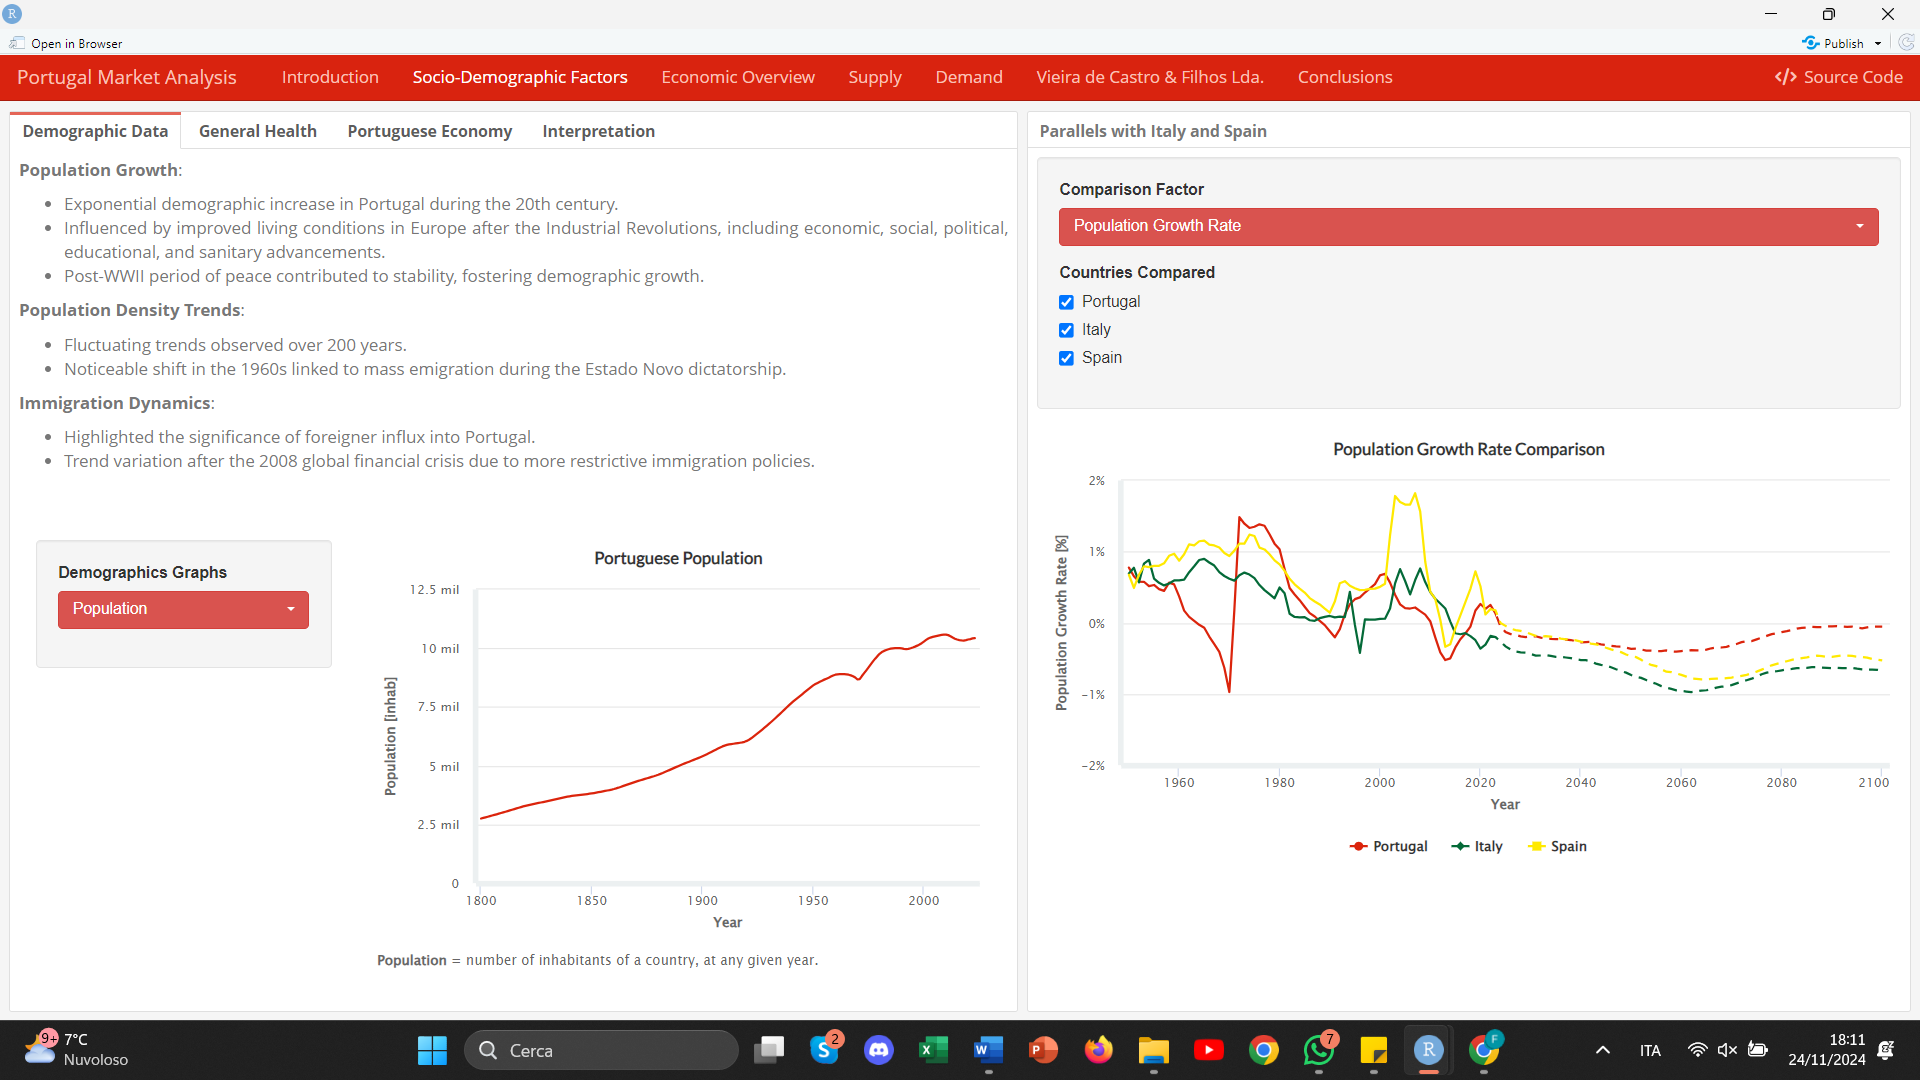 R
Open in Browser
Publish
Portugal Market Analysis
Introduction
Socio-Demographic Factors
Economic Overview
Supply
Demand
Vieira de Castro & Filhos Lda.
Conclusions
</> Source Code
Demographic Data
General Health
Portuguese Economy
Interpretation
Population Growth:
Exponential demographic increase in Portugal during the 20th century.
Influenced by improved living conditions in Europe after the Industrial Revolutions, including economic, social, political,
educational, and sanitary advancements.
Post-WWII period of peace contributed to stability, fostering demographic growth.
Population Density Trends:
Fluctuating trends observed over 200 years.
Noticeable shift in the 1960s linked to mass emigration during the Estado Novo dictatorship.
Immigration Dynamics:
Highlighted the significance of foreigner influx into Portugal.
Trend variation after the 2008 global financial crisis due to more restrictive immigration policies.
Demographics Graphs
Population
Portuguese Population
12.5 mil
10 mil
7.5 mil
5 mil
2.5 mil
0
Population [inhab]
1800
1850
1900
1950
2000
Year
Population = number of inhabitants of a country, at any given year.
Parallels with Italy and Spain
Comparison Factor
Population Growth Rate
Countries Compared
Portugal
Italy
Spain
Population Growth Rate Comparison
2%
1%
0%
-1%
-2%
Population Growth Rate [%]
1960
1980
2000
2020
2040
2060
2080
2100
Year
Portugal
Italy
Spain
9+
7°C
Nuvoloso
Cerca
S
2
X
W
P
7
R
F
ITA
18:11
24/11/2024